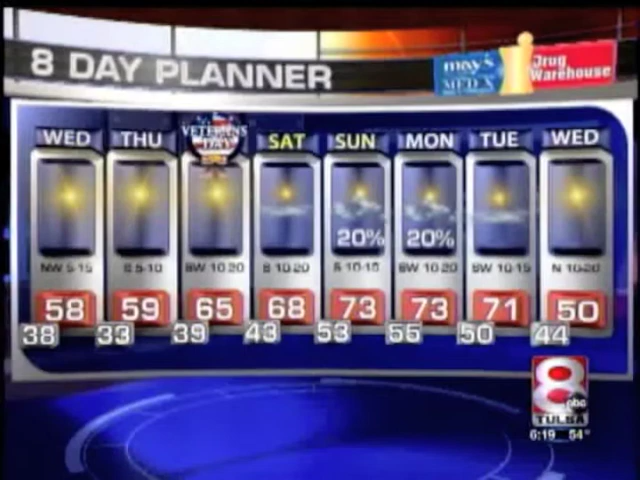 8 DAY PLANNER
may's
Drug
Warehouse
WED THU VETERANS DAY SAT SUN MON TUE WED
20% 20%
NW 5-15 S 5-10 SW 10-20 S 10-20 S 10-15 SW 10-20 SW 10-15 N 10-20
58 59 65 68 73 73 71 50
38 33 39 43 53 55 50 44
8
abc
TULSA
6:19 54°